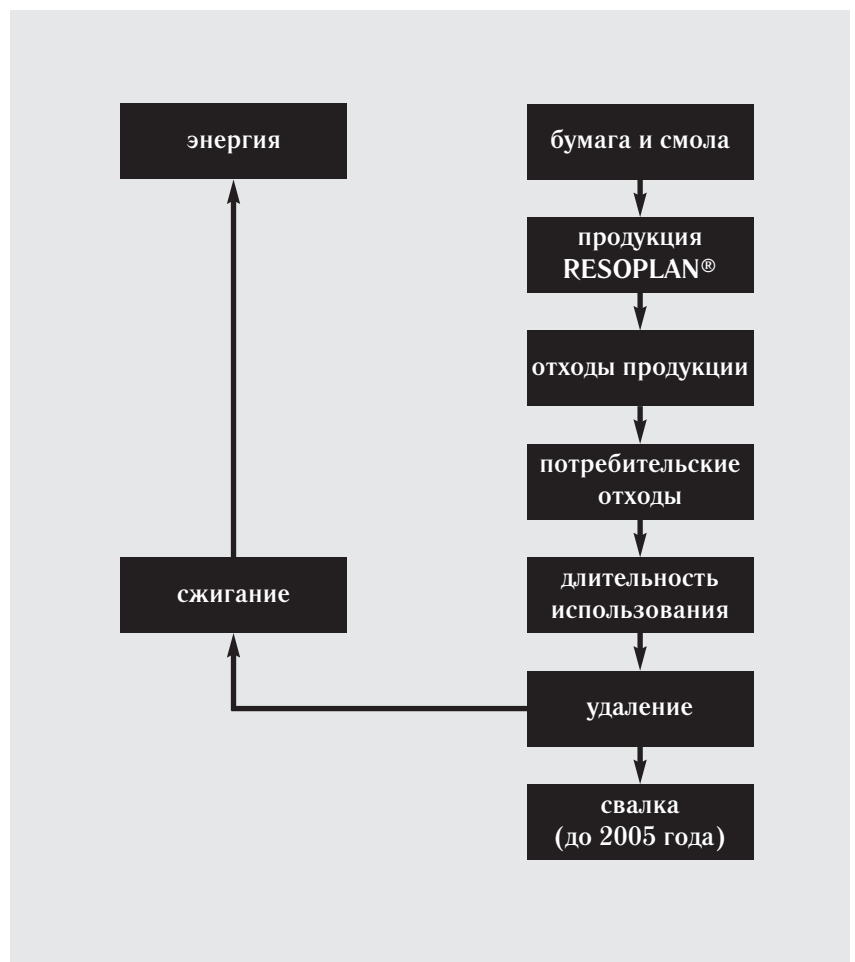 энергия
бумага и смола
продукция
RESOPLAN®
отходы продукции
потребительские
отходы
длительность
использования
сжигание
удаление
свалка
(до 2005 года)